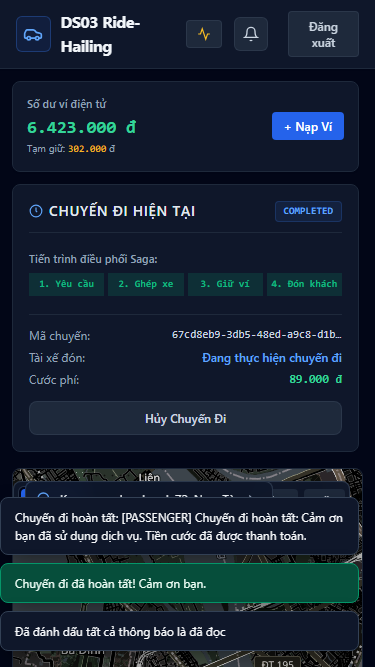 DS03 Ride-
Hailing
Đăng
xuất
Số dư ví điện tử
6.423.000 đ
Tạm giữ: 302.000 đ
+ Nạp Ví
CHUYẾN ĐI HIỆN TẠI
COMPLETED
Tiến trình điều phối Saga:
1. Yêu cầu
2. Ghép xe
3. Giữ ví
4. Đón khách
Mã chuyến:
67cd8eb9-3db5-48ed-a9c8-d1b…
Tài xế đón:
Đang thực hiện chuyến đi
Cước phí:
89.000 đ
Hủy Chuyến Đi
Liên
Chuyến đi hoàn tất: [PASSENGER] Chuyến đi hoàn tất: Cảm ơn
bạn đã sử dụng dịch vụ. Tiền cước đã được thanh toán.
Chuyến đi đã hoàn tất! Cảm ơn bạn.
Đã đánh dấu tất cả thông báo là đã đọc
ĐT 195